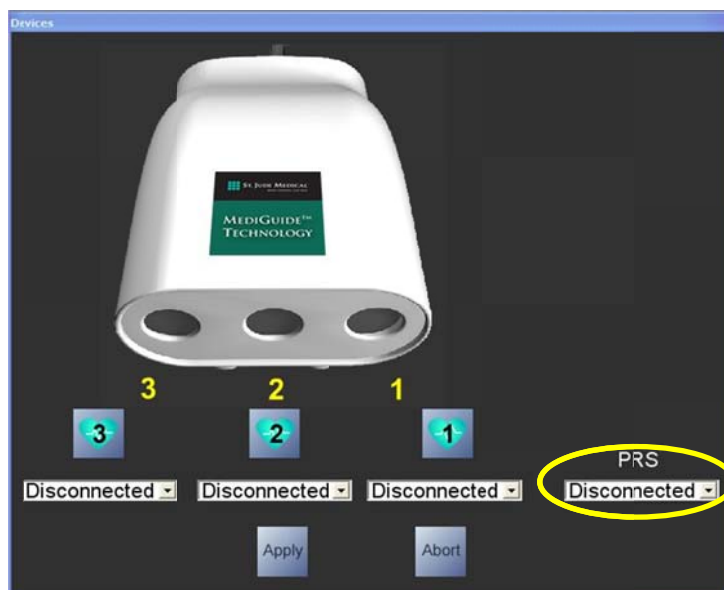 Devices
ST. JUDE MEDICAL
MEDIGUIDE™
TECHNOLOGY
3 2 1
3 2 1
PRS
Disconnected Disconnected Disconnected Disconnected
Apply Abort